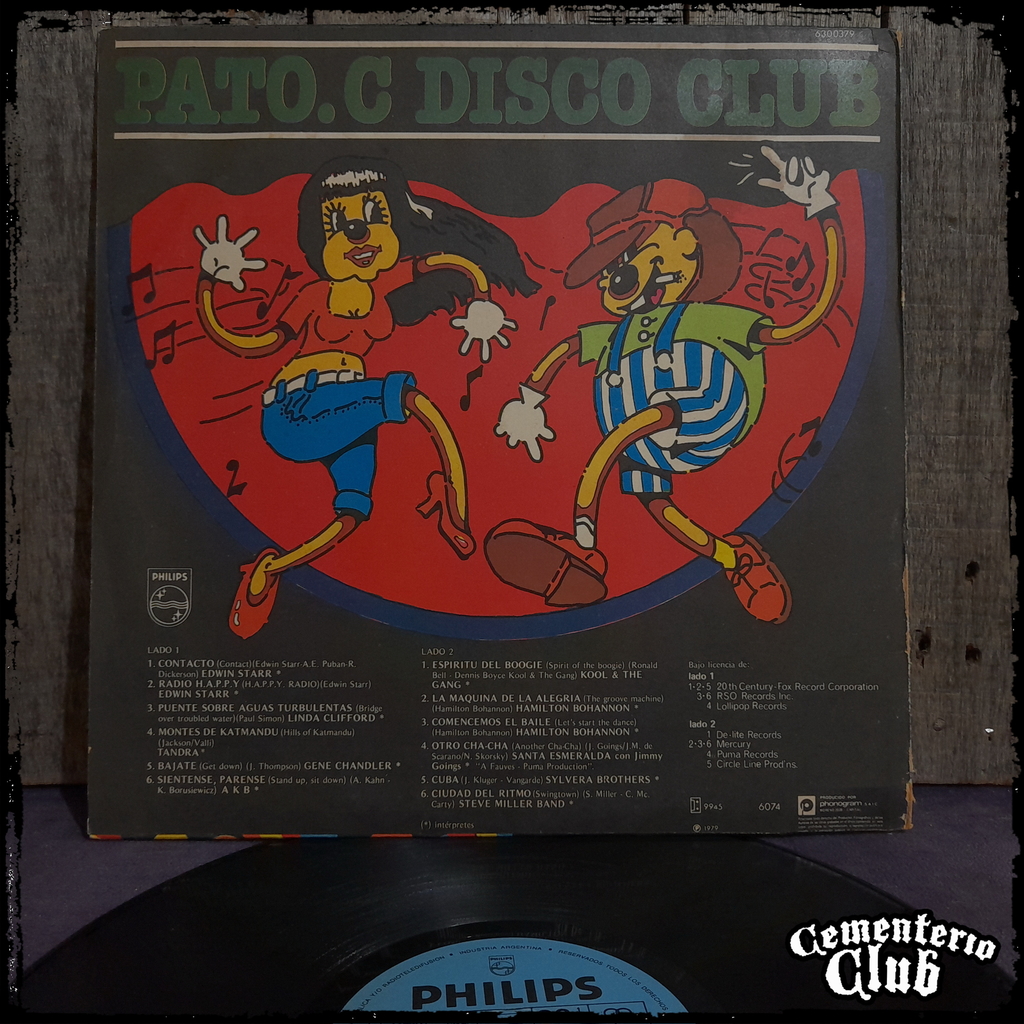 6300379
PATO.C DISCO CLUB
PHILIPS
LADO 1
1. CONTACTO (Contact)(Edwin Starr-A.E. Puban-R.
Dickerson) EDWIN STARR *
2. RADIO H.A.P.P.Y (H.A.P.P.Y. RADIO)(Edwin Starr)
EDWIN STARR *
3. PUENTE SOBRE AGUAS TURBULENTAS (Bridge
over troubled water)(Paul Simon) LINDA CLIFFORD *
4. MONTES DE KATMANDU (Hills of Katmandu)
(Jackson/Valli)
TANDRA *
5. BAJATE (Get down) (J. Thompson) GENE CHANDLER *
6. SIENTENSE, PARENSE (Stand up, sit down) (A. Kahn -
K. Borusiewicz) A K B *
LADO 2
1. ESPIRITU DEL BOOGIE (Spirit of the boogie) (Ronald
Bell - Dennis Boyce Kool & The Gang) KOOL & THE
GANG *
2. LA MAQUINA DE LA ALEGRIA (The groove machine)
(Hamilton Bohannon) HAMILTON BOHANNON *
3. COMENCEMOS EL BAILE (Let's start the dance)
(Hamilton Bohannon) HAMILTON BOHANNON *
4. OTRO CHA-CHA (Another Cha-Cha) (J. Goings/J M. de
Scarano/N. Skorsky) SANTA ESMERALDA con Jimmy
Goings * "A Fauves - Puma Production".
5. CUBA (J. Kluger - Vangarde) SYLVERA BROTHERS *
6. CIUDAD DEL RITMO (Swingtown) (S. Miller - C. Mc.
Carty) STEVE MILLER BAND *
(*) intérpretes
Bajo licencia de:
lado 1
1-2-5 20th Century-Fox Record Corporation
3-6 RSO Records Inc.
4 Lollipop Records
lado 2
1 De-lite Records
2-3-6 Mercury
4 Puma Records
5 Circle Line Prod'ns.
9945
6074
PRODUCIDO POR
phonogram S.A.I.C.
℗ 1979
INDUSTRIA ARGENTINA • RESERVADOS TODOS LOS DERECHOS
Y/O RADIOTELEDIFUSIÓN
PHILIPS
PHILIPS
Cementerio
Club